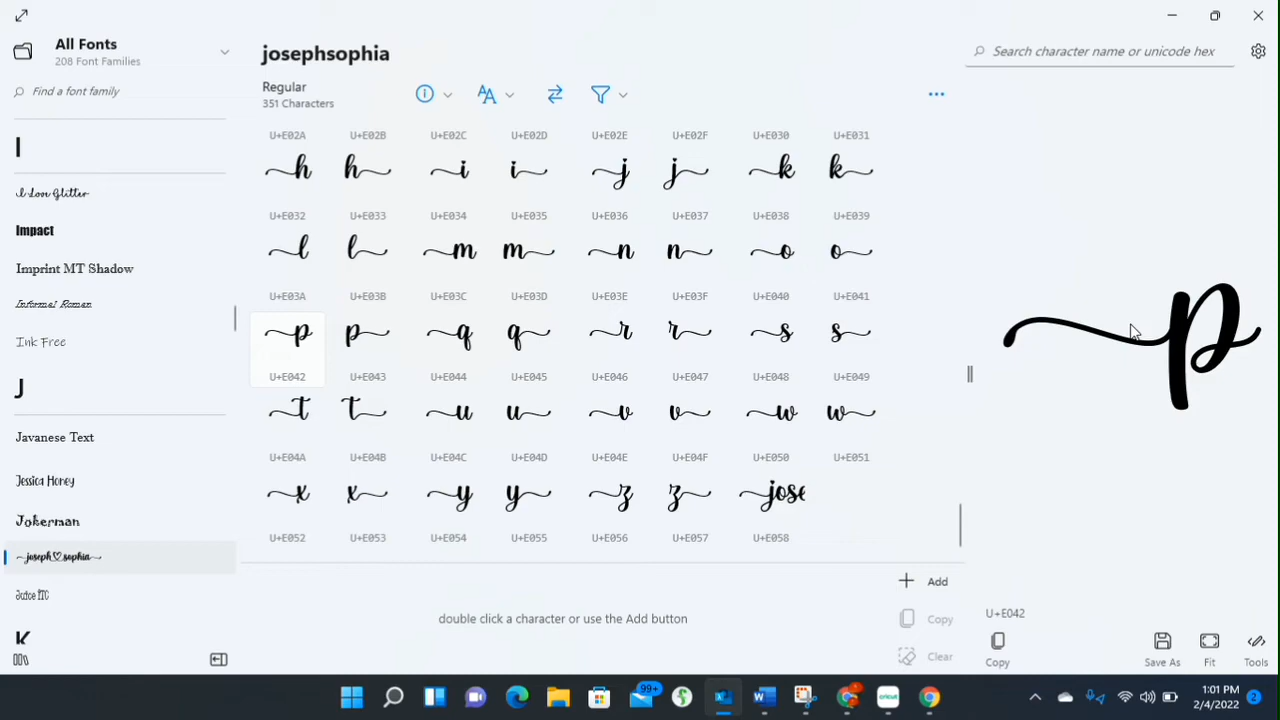 All Fonts
208 Font Families
Find a font family
I
I Love Glitter
Impact
Imprint MT Shadow
Informal Roman
Ink Free
J
Javanese Text
Jessica Honey
Jokerman
joseph♡sophia
Juice ITC
K
josephsophia
Regular
351 Characters
Search character name or unicode hex
U+E02A U+E02B U+E02C U+E02D U+E02E U+E02F U+E030 U+E031
h h i i j j k k
U+E032 U+E033 U+E034 U+E035 U+E036 U+E037 U+E038 U+E039
l l m m n n o o
U+E03A U+E03B U+E03C U+E03D U+E03E U+E03F U+E040 U+E041
p p q q r r s s
U+E042 U+E043 U+E044 U+E045 U+E046 U+E047 U+E048 U+E049
t t u u v v w w
U+E04A U+E04B U+E04C U+E04D U+E04E U+E04F U+E050 U+E051
x x y y z z jose
U+E052 U+E053 U+E054 U+E055 U+E056 U+E057 U+E058
double click a character or use the Add button
Add
Copy
Clear
p
U+E042
Copy
Save As
Fit
Tools
99+
cricut
1:01 PM
2/4/2022
2